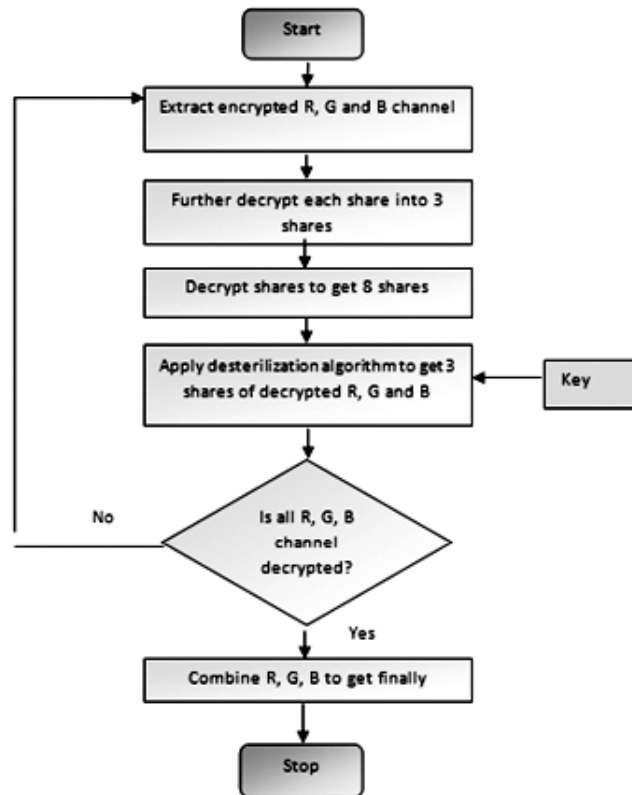 Start
Extract encrypted R, G and B channel
Further decrypt each share into 3
shares
Decrypt shares to get 8 shares
Apply desterilization algorithm to get 3
shares of decrypted R, G and B
Key
Is all R, G, B
channel
decrypted?
No
Yes
Combine R, G, B to get finally
Stop